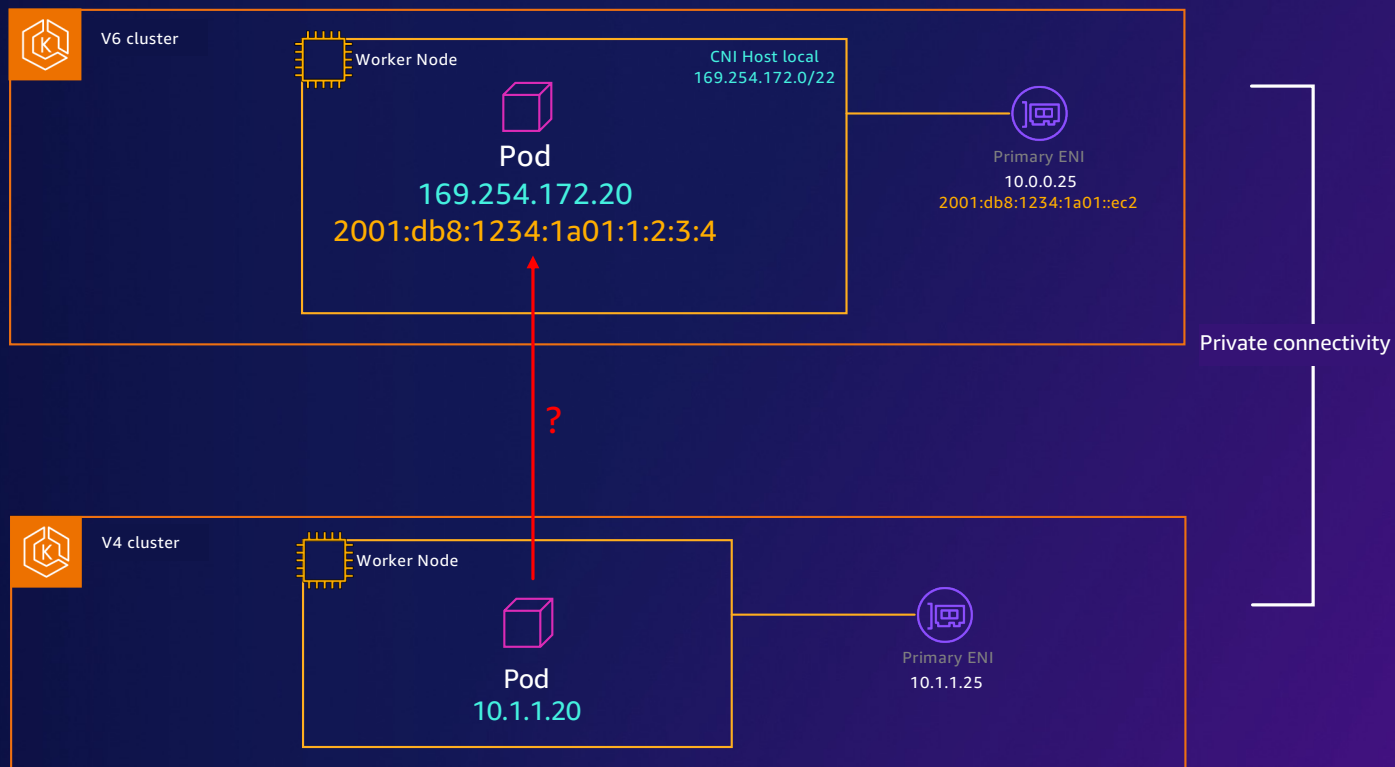 V6 cluster
Worker Node
CNI Host local
169.254.172.0/22
Pod
169.254.172.20
2001:db8:1234:1a01:1:2:3:4
Primary ENI
10.0.0.25
2001:db8:1234:1a01::ec2
Private connectivity
?
V4 cluster
Worker Node
Pod
10.1.1.20
Primary ENI
10.1.1.25